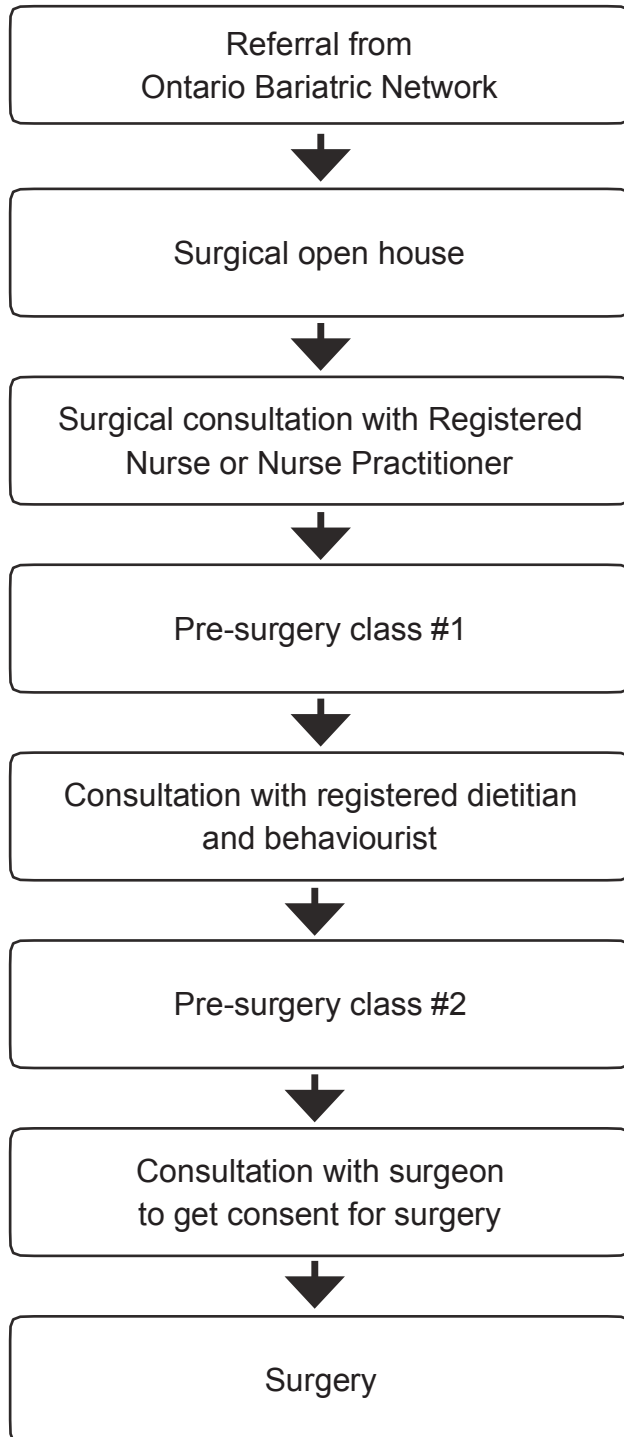 Referral from
Ontario Bariatric Network
Surgical open house
Surgical consultation with Registered
Nurse or Nurse Practitioner
Pre-surgery class #1
Consultation with registered dietitian
and behaviourist
Pre-surgery class #2
Consultation with surgeon
to get consent for surgery
Surgery